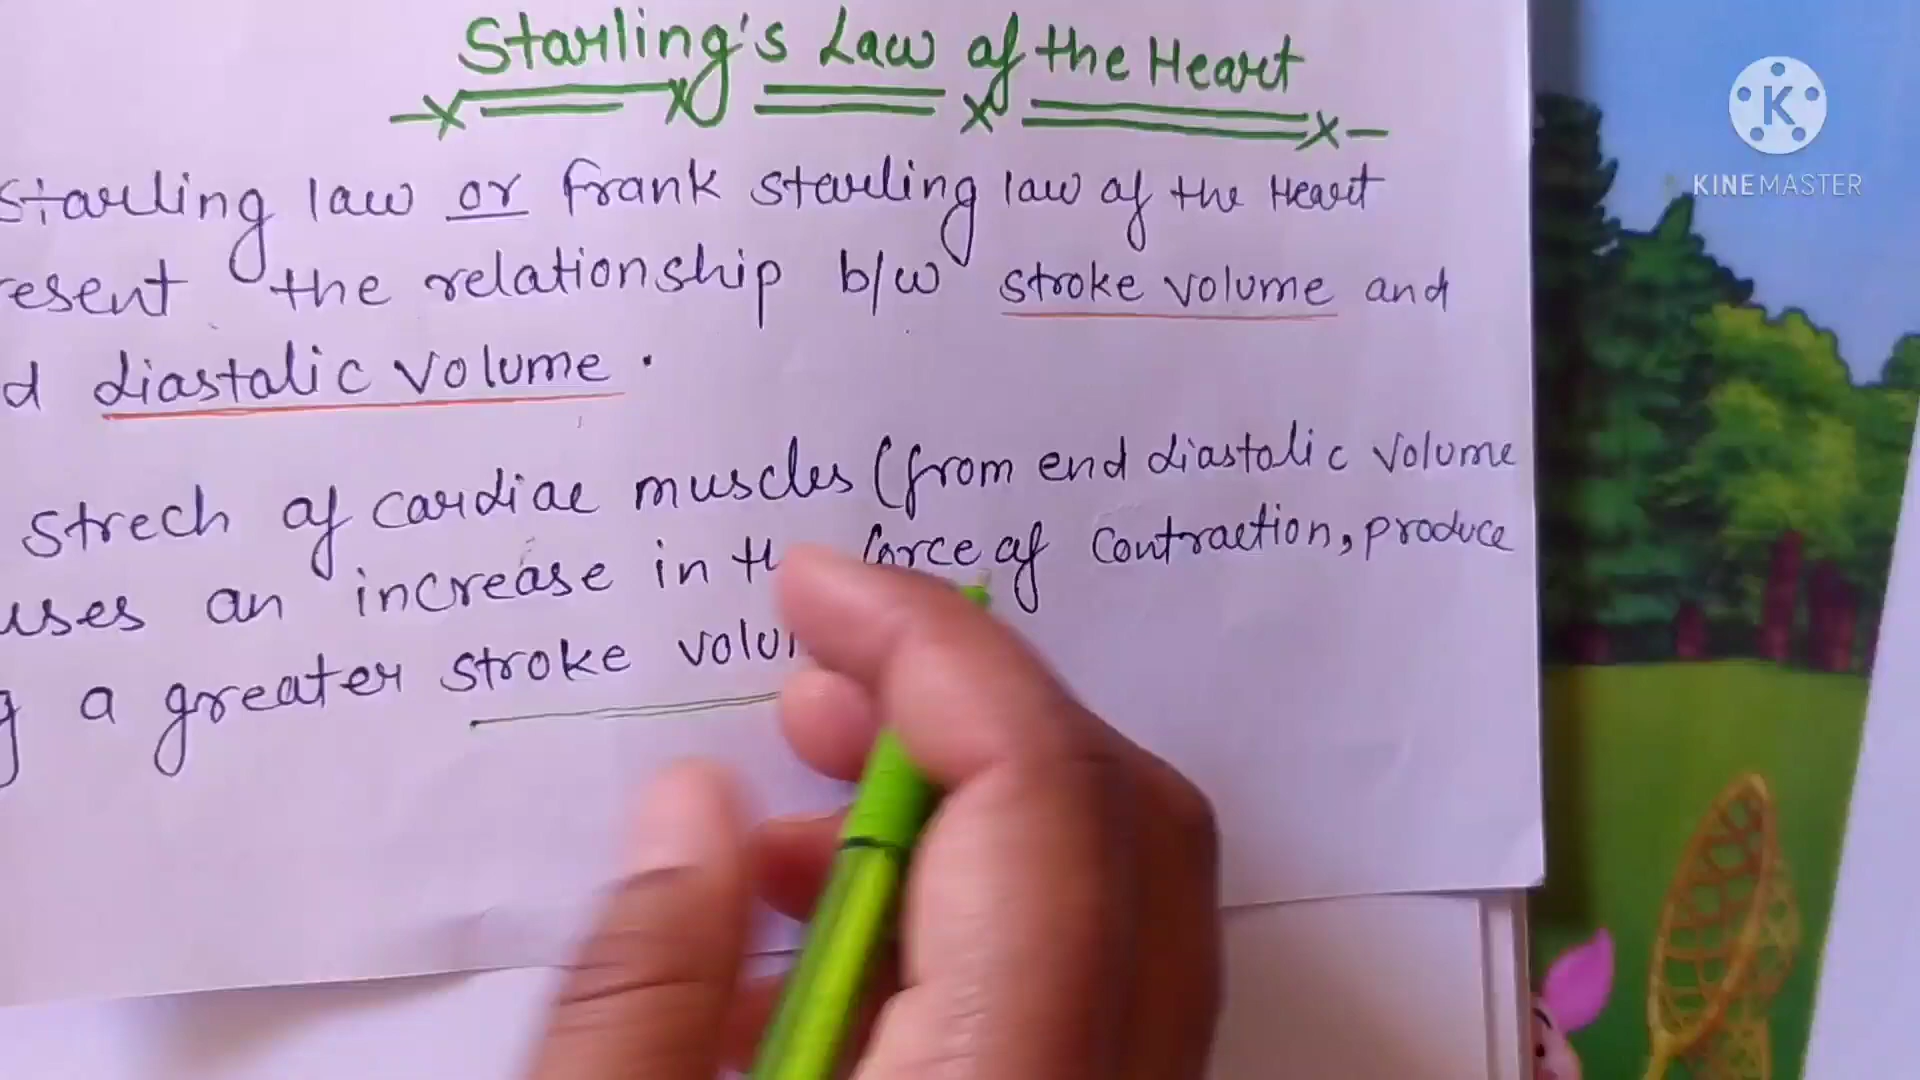 Starling's Law of the Heart
Starling law or frank starling law of the Heart
resent the relationship b/w stroke volume and
d diastalic volume.
strech of cardiac muscles (from end diastolic volume
uses an increase in force of contraction, produce
g a greater stroke
K
KINEMASTER